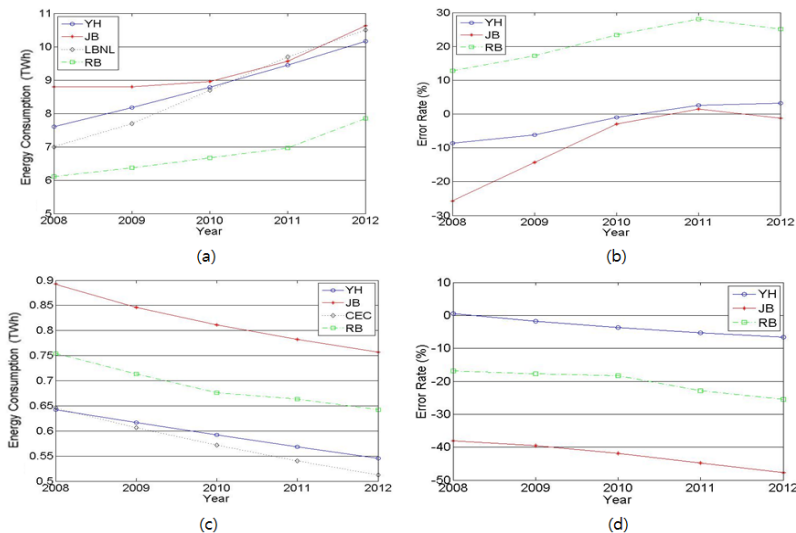 YH
JB
LBNL
RB
11
10
9
8
7
6
5
2008
2009
2010
2011
2012
Energy Consumption (TWh)
Year
(a)
30
20
10
0
-10
-20
-30
2008
2009
2010
2011
2012
Error Rate (%)
Year
YH
JB
RB
(b)
0.9
0.85
0.8
0.75
0.7
0.65
0.6
0.55
0.5
2008
2009
2010
2011
2012
Energy Consumption (TWh)
Year
YH
JB
CEC
RB
(c)
10
0
-10
-20
-30
-40
-50
2008
2009
2010
2011
2012
Error Rate (%)
Year
YH
JB
RB
(d)